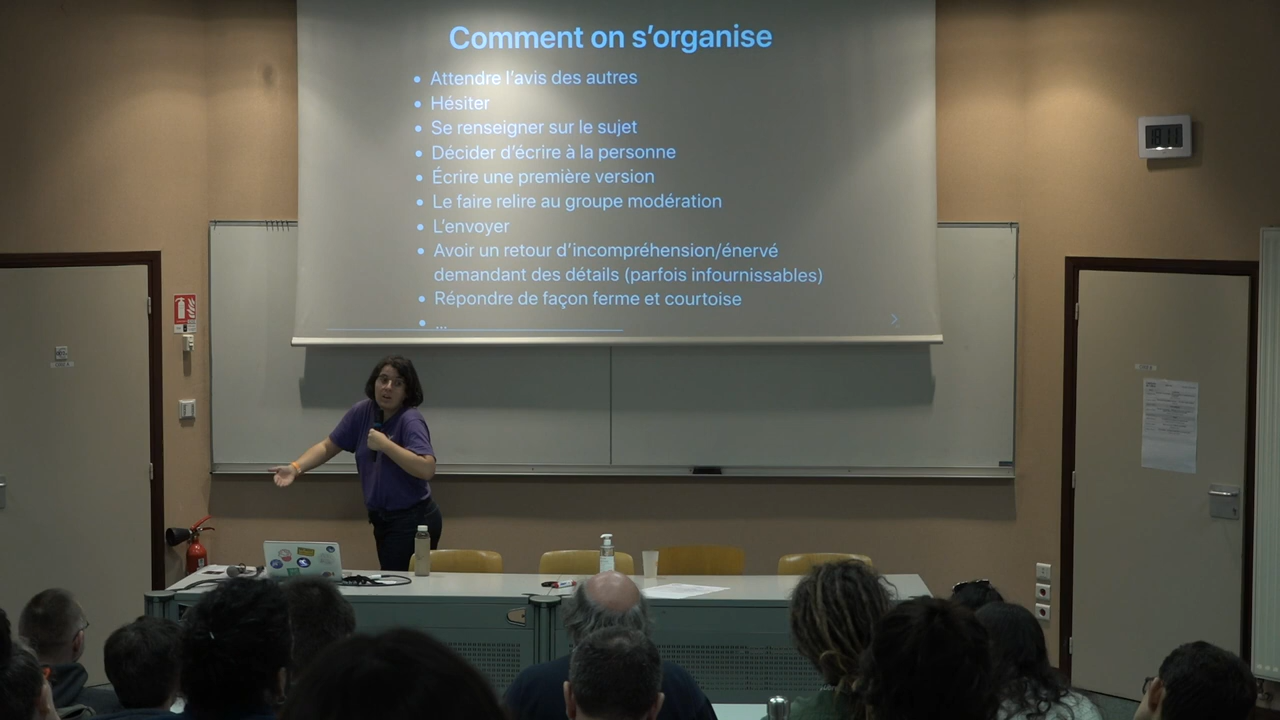 Comment on s'organise
• Attendre l'avis des autres
• Hésiter
• Se renseigner sur le sujet
• Décider d'écrire à la personne
• Écrire une première version
• Le faire relire au groupe modération
• L'envoyer
• Avoir un retour d'incompréhension/énervé
demandant des détails (parfois infournissables)
• Répondre de façon ferme et courtoise
• ...
18:11